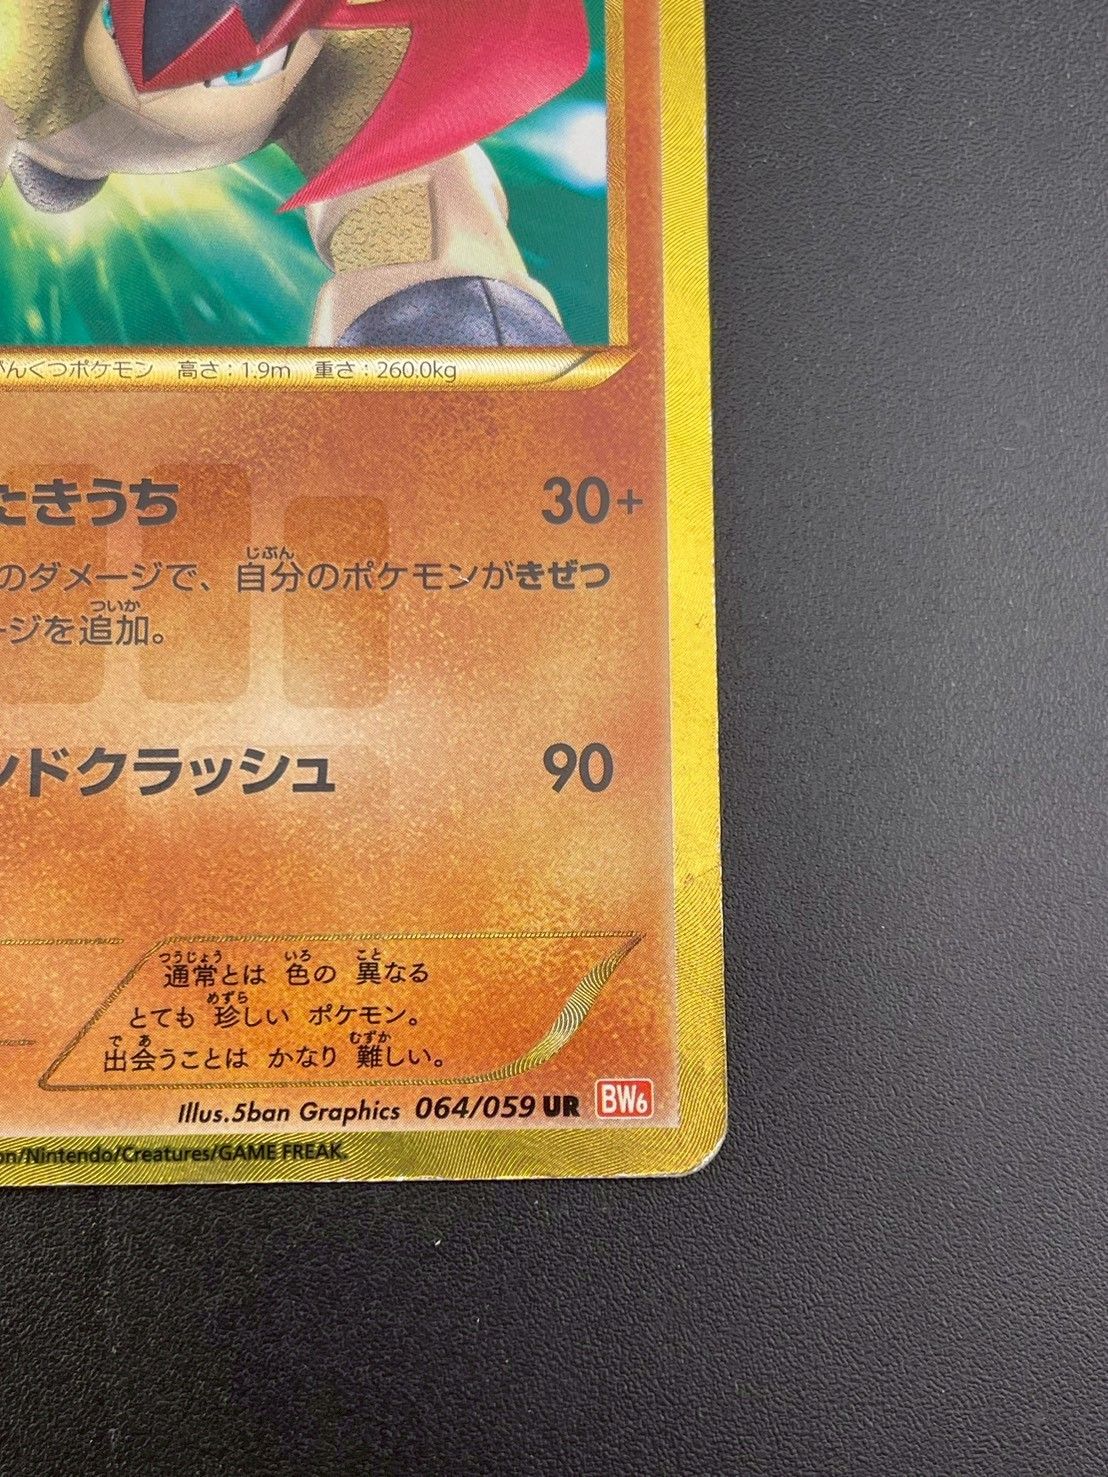 がんくつポケモン 高さ：1.9m 重さ：260.0kg
たきうち 30+
のダメージで、自分のポケモンがきぜつ
ージを追加。
ンドクラッシュ 90
通常とは 色の 異なる
とても 珍しい ポケモン。
出会うことは かなり 難しい。
Illus.5ban Graphics 064/059 UR BW6
on/Nintendo/Creatures/GAME FREAK.